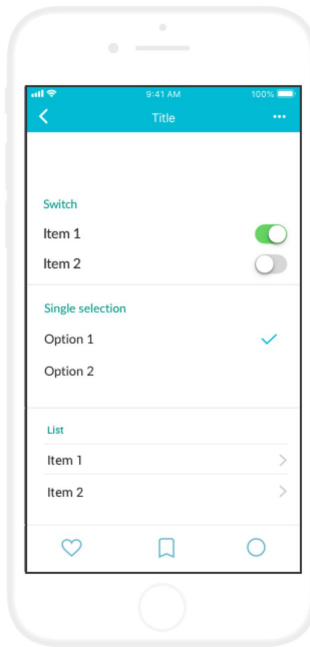 9:41 AM
100%
Title
Switch
Item 1
Item 2
Single selection
Option 1
Option 2
List
Item 1
Item 2